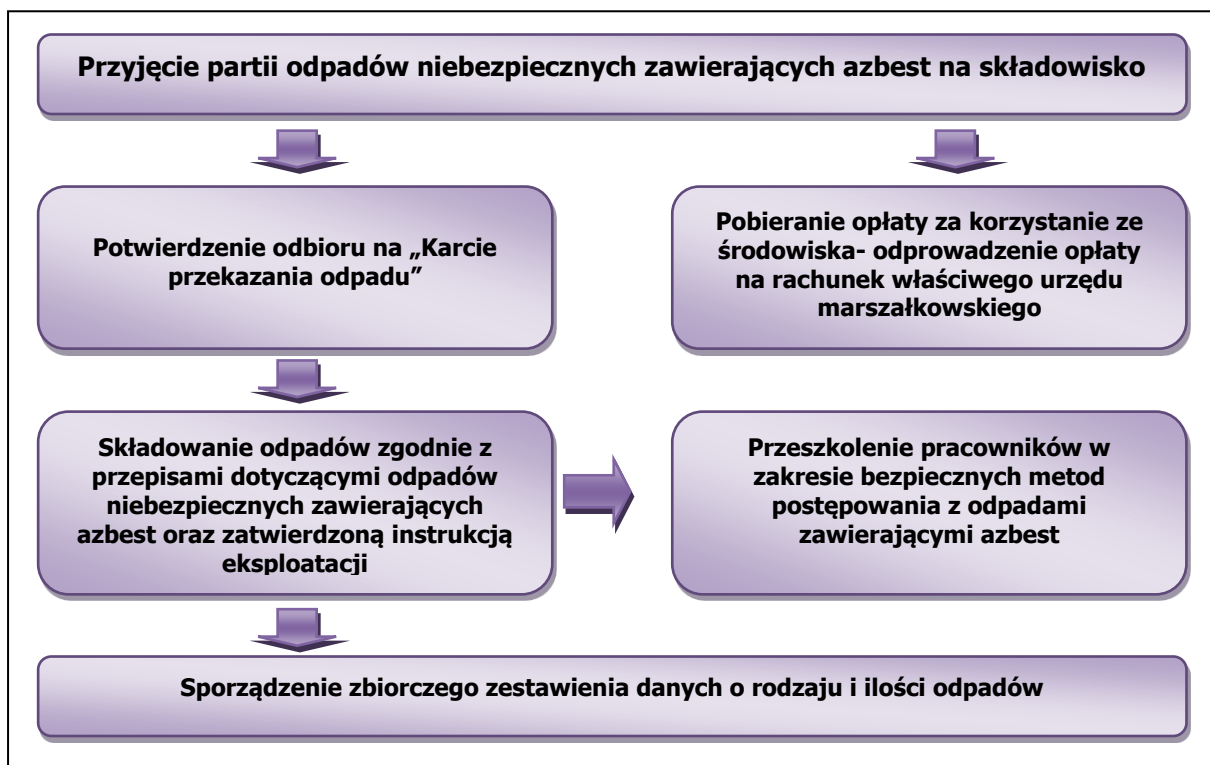 Przyjęcie partii odpadów niebezpiecznych zawierających azbest na składowisko
Potwierdzenie odbioru na „Karcie
przekazania odpadu”
Pobieranie opłaty za korzystanie ze
środowiska- odprowadzenie opłaty
na rachunek właściwego urzędu
marszałkowskiego
Składowanie odpadów zgodnie z
przepisami dotyczącymi odpadów
niebezpiecznych zawierających
azbest oraz zatwierdzoną instrukcją
eksploatacji
Przeszkolenie pracowników w
zakresie bezpiecznych metod
postępowania z odpadami
zawierającymi azbest
Sporządzenie zbiorczego zestawienia danych o rodzaju i ilości odpadów